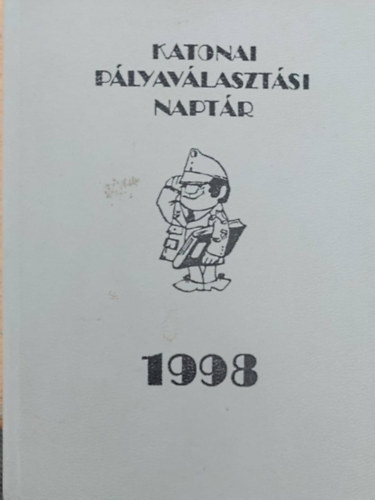 KATONAI
PÁLYAVÁLASZTÁSI
NAPTÁR
1998